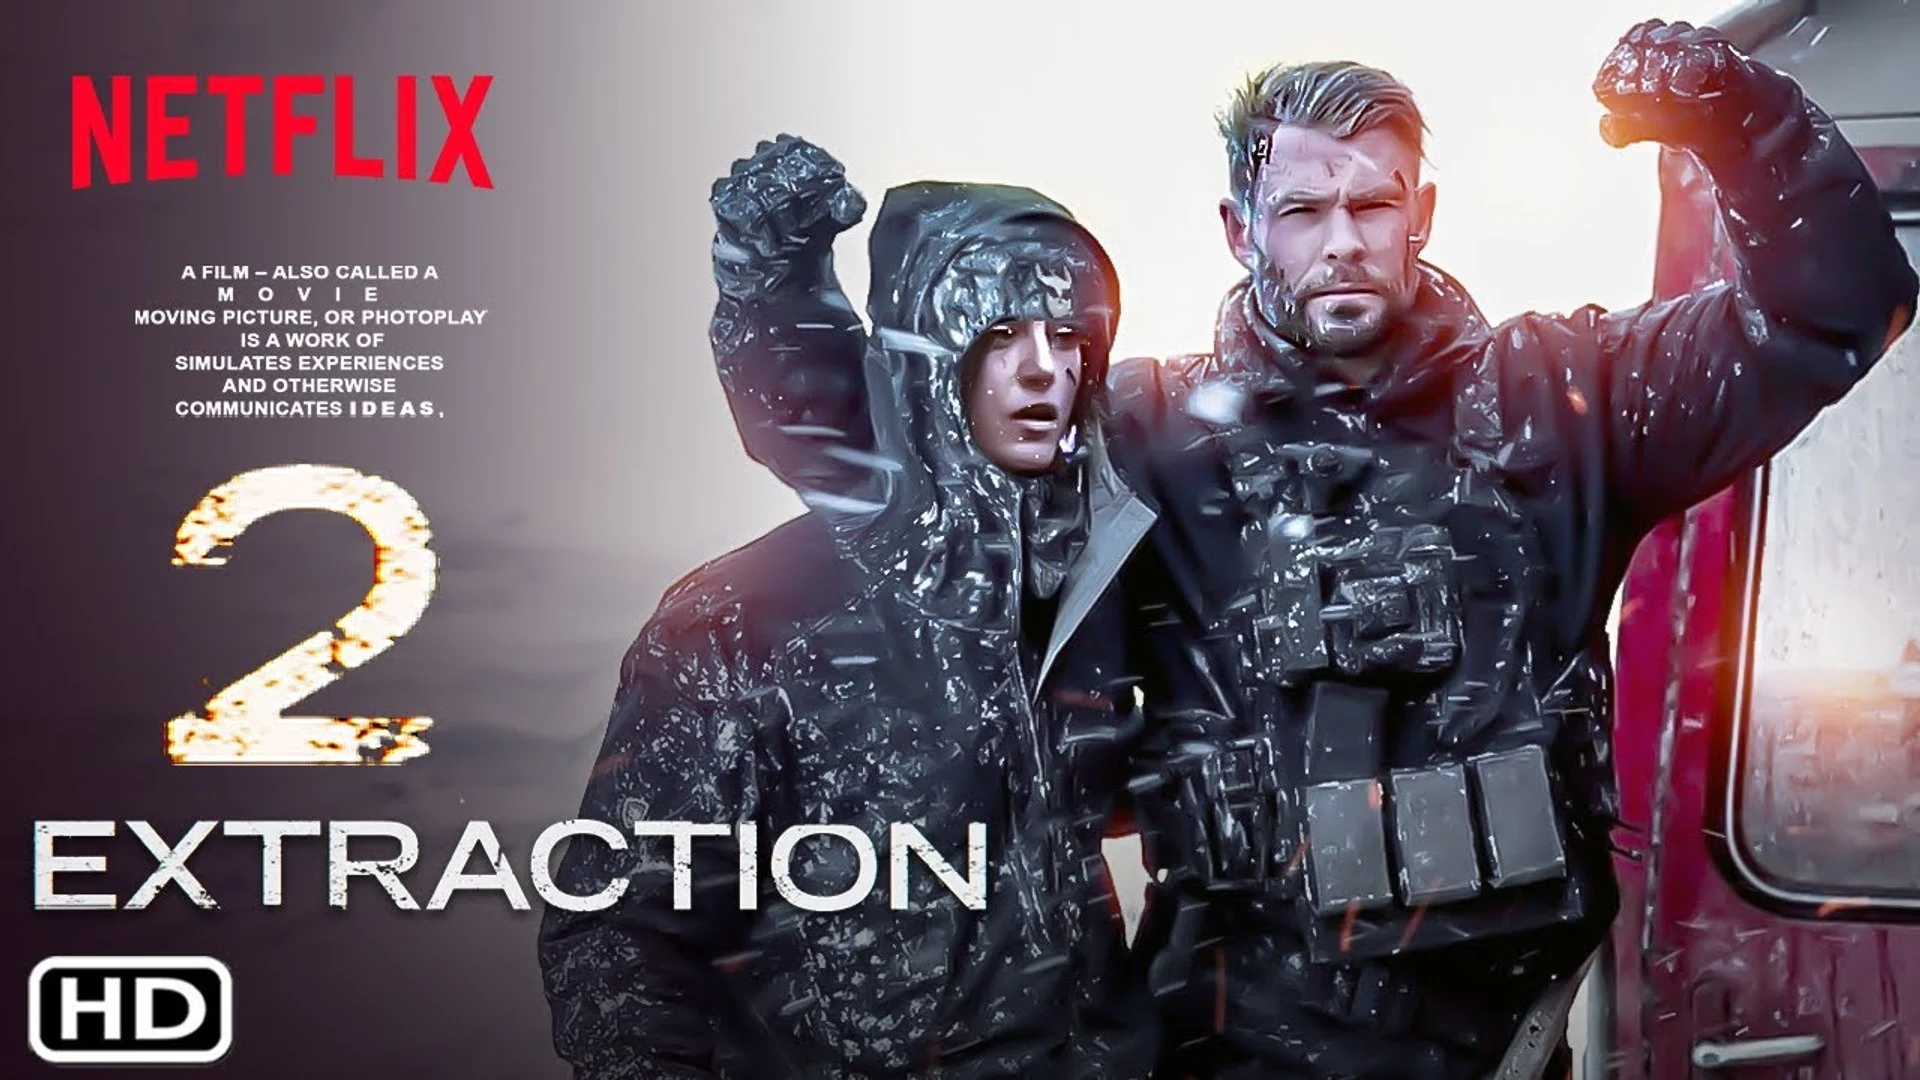 NETFLIX
A FILM – ALSO CALLED A
M O V I E
MOVING PICTURE, OR PHOTOPLAY
IS A WORK OF
SIMULATES EXPERIENCES
AND OTHERWISE
COMMUNICATES IDEAS,
2
EXTRACTION
HD